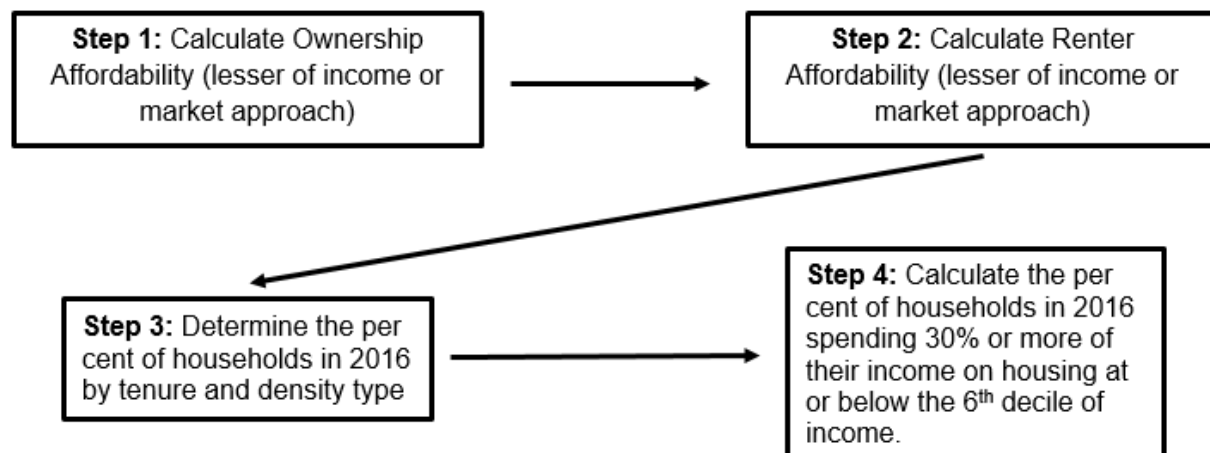 Step 1: Calculate Ownership
Affordability (lesser of income or
market approach)
Step 2: Calculate Renter
Affordability (lesser of income or
market approach)
Step 3: Determine the per
cent of households in 2016
by tenure and density type
Step 4: Calculate the per
cent of households in 2016
spending 30% or more of
their income on housing at
or below the 6th decile of
income.